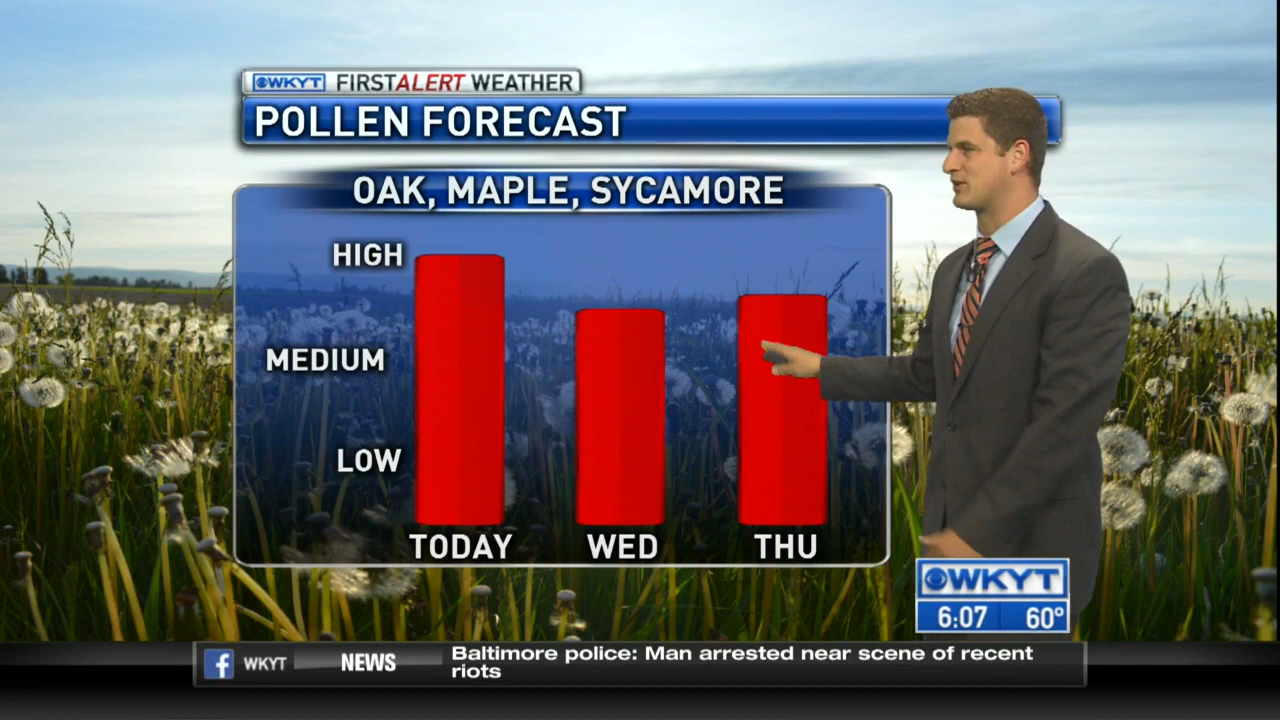 WKYT FIRSTALERT WEATHER
POLLEN FORECAST
OAK, MAPLE, SYCAMORE
HIGH
MEDIUM
LOW
TODAY WED THU
WKYT
6:07 60°
WKYT NEWS Baltimore police: Man arrested near scene of recent
riots